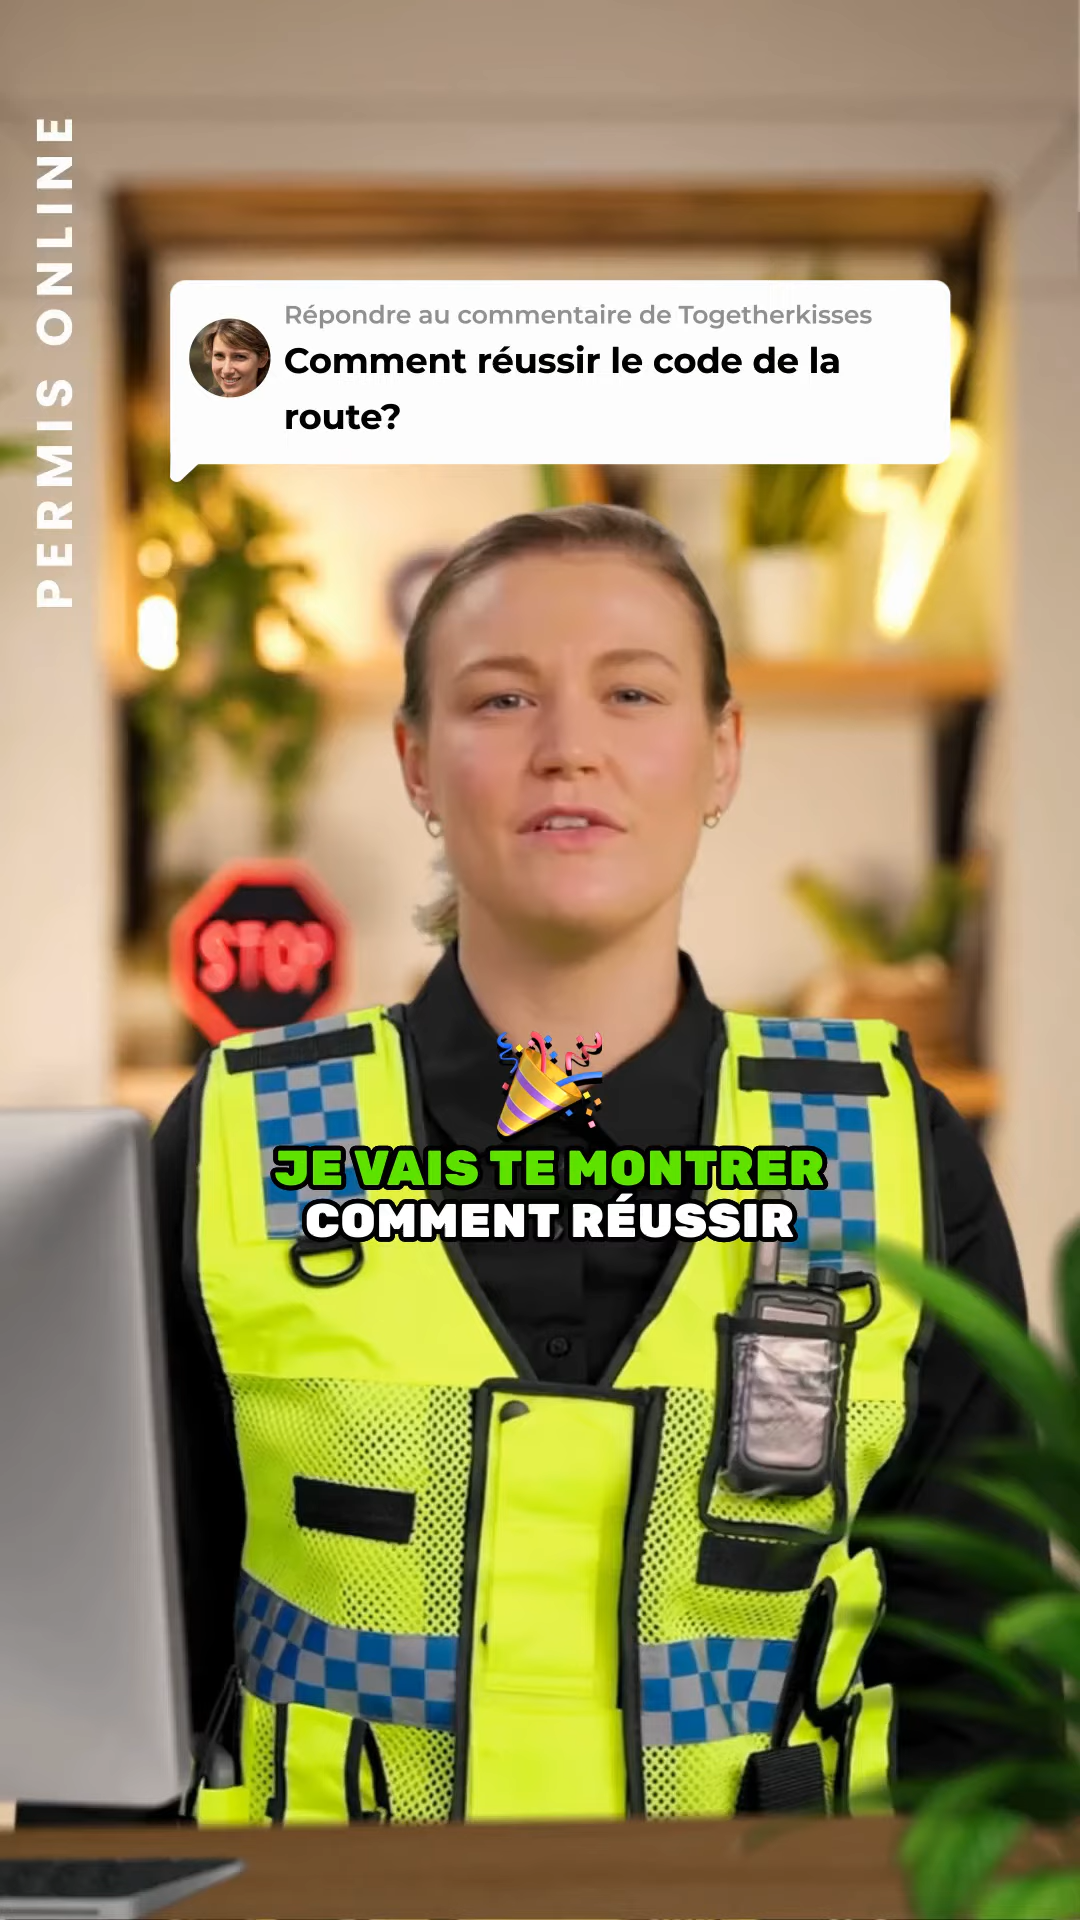 PERMIS ONLINE
Répondre au commentaire de Togetherkisses
Comment réussir le code de la
route?
STOP
JE VAIS TE MONTRER
COMMENT RÉUSSIR